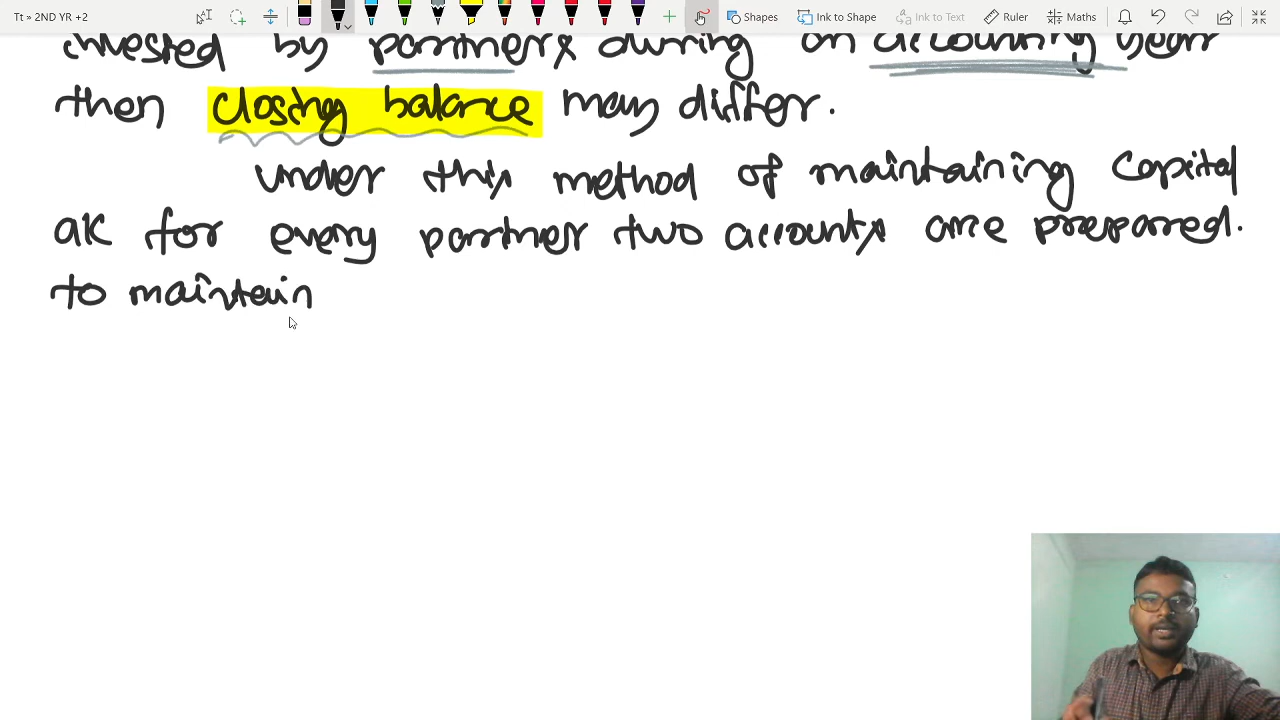 Tt » 2ND YR +2
Shapes
Ink to Shape
Ink to Text
Ruler
Maths
invested by partners during an accounting year
then closing balance may differ.
under this method of maintaining capital
ak for every partner two accounts are prepared.
to maintain